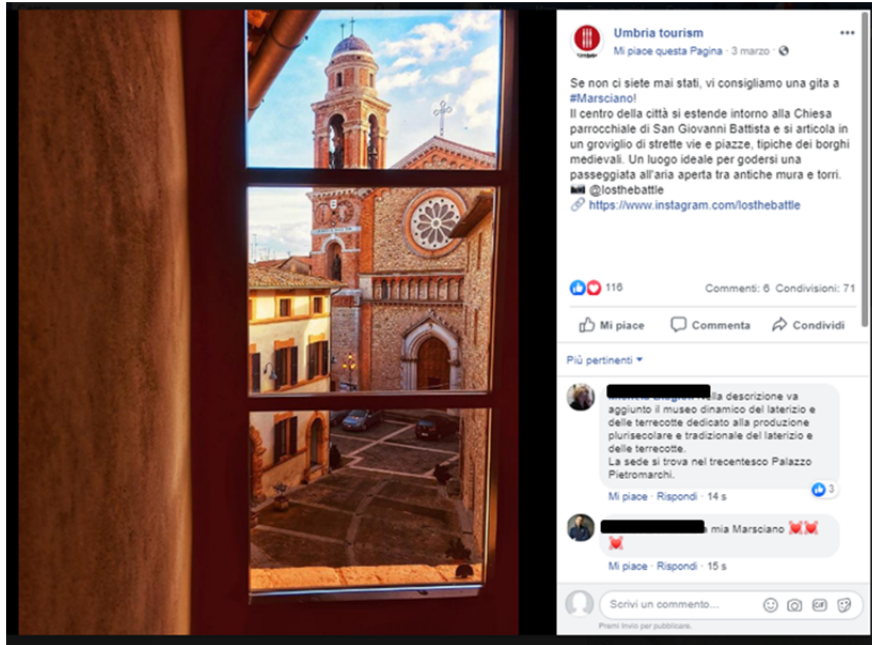 Umbria tourism
Mi piace questa Pagina · 3 marzo ·
Se non ci siete mai stati, vi consigliamo una gita a
#Marsciano!
Il centro della città si estende intorno alla Chiesa
parrocchiale di San Giovanni Battista e si articola in
un groviglio di strette vie e piazze, tipiche dei borghi
medievali. Un luogo ideale per godersi una
passeggiata all'aria aperta tra antiche mura e torri.
📷 @losthebattle
🔗 https://www.instagram.com/losthebattle
116
Commenti: 6 Condivisioni: 71
Mi piace Commenta Condividi
Più pertinenti
descrizione va
aggiunto il museo dinamico del laterizio e
delle terrecotte dedicato alla produzione
plurisecolare e tradizionale del laterizio e
delle terrecotte.
La sede si trova nel trecentesco Palazzo
Pietromarchi.
3
Mi piace · Rispondi · 14 s
mia Marsciano 💓💓
💓
Mi piace · Rispondi · 15 s
Scrivi un commento...
GIF
Premi Invio per pubblicare.